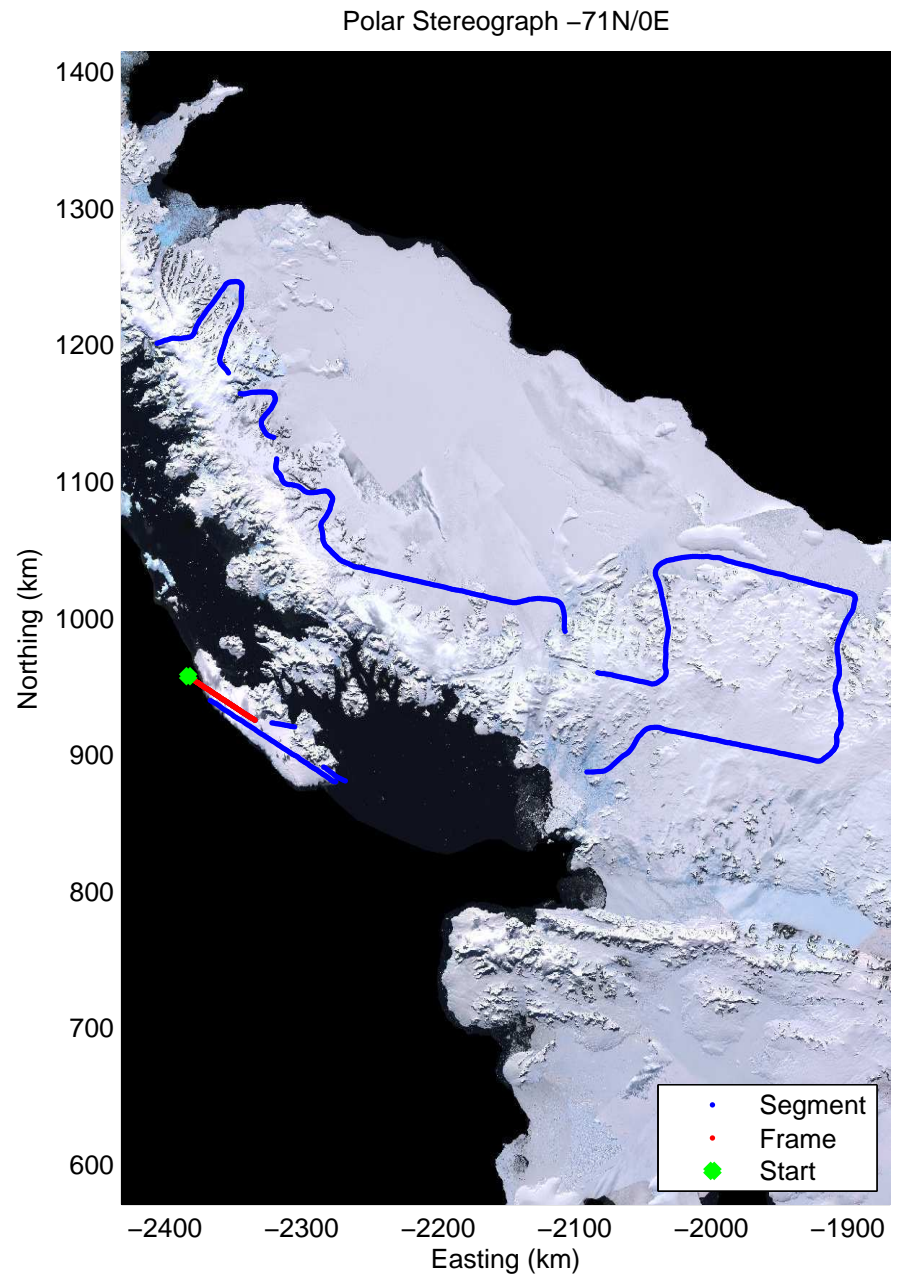 Polar Stereograph −71N/0E
1400
1300
1200
1100
1000
900
800
700
600
Northing (km)
−2400 −2300 −2200 −2100 −2000 −1900
Easting (km)
Segment
Frame
Start